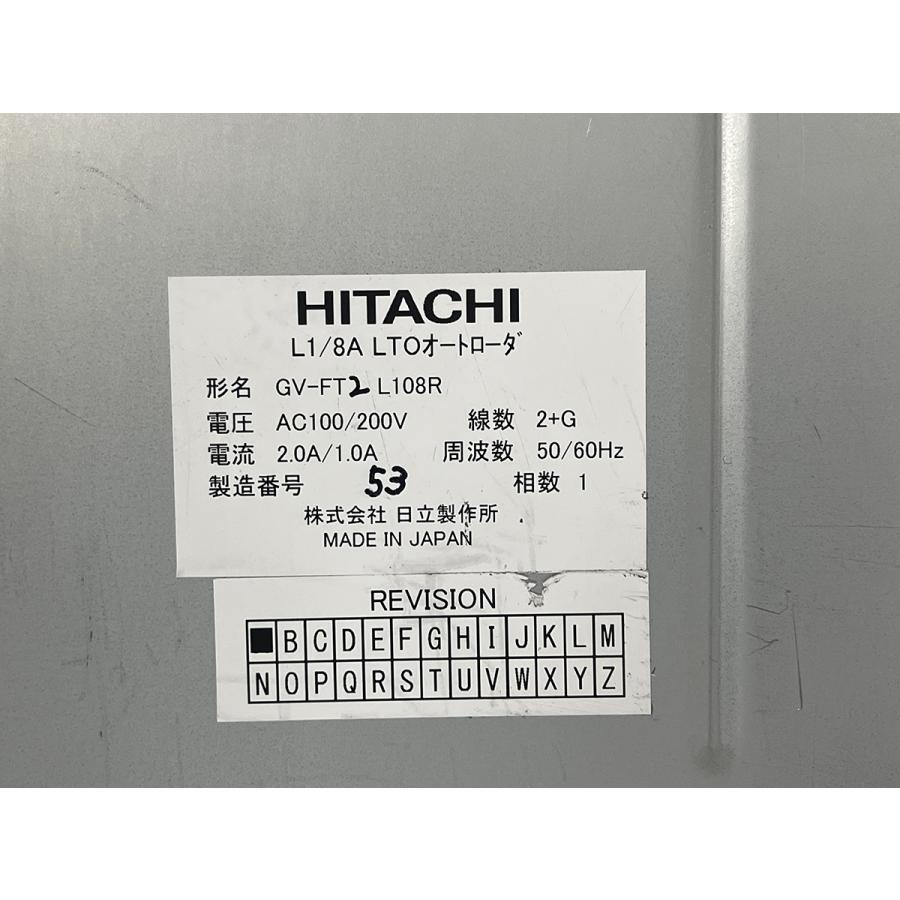 HITACHI
L1/8A LTOオートローダ
形名 GV-FT2L108R
電圧 AC100/200V 線数 2+G
電流 2.0A/1.0A 周波数 50/60Hz
製造番号 53 相数 1
株式会社 日立製作所
MADE IN JAPAN
REVISION
■ B C D E F G H I J K L M
N O P Q R S T U V W X Y Z